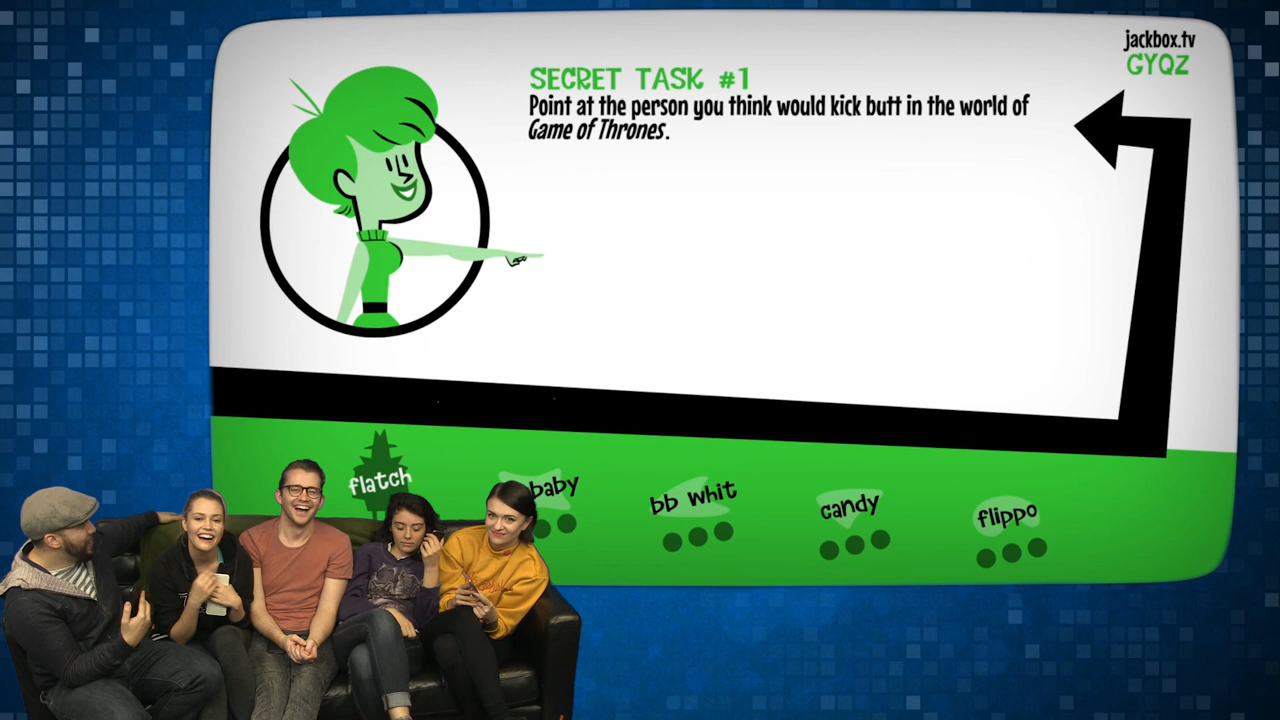 jackbox.tv
GYQZ
SECRET TASK #1
Point at the person you think would kick butt in the world of
Game of Thrones.
flatch
baby
bb whit
candy
flippo